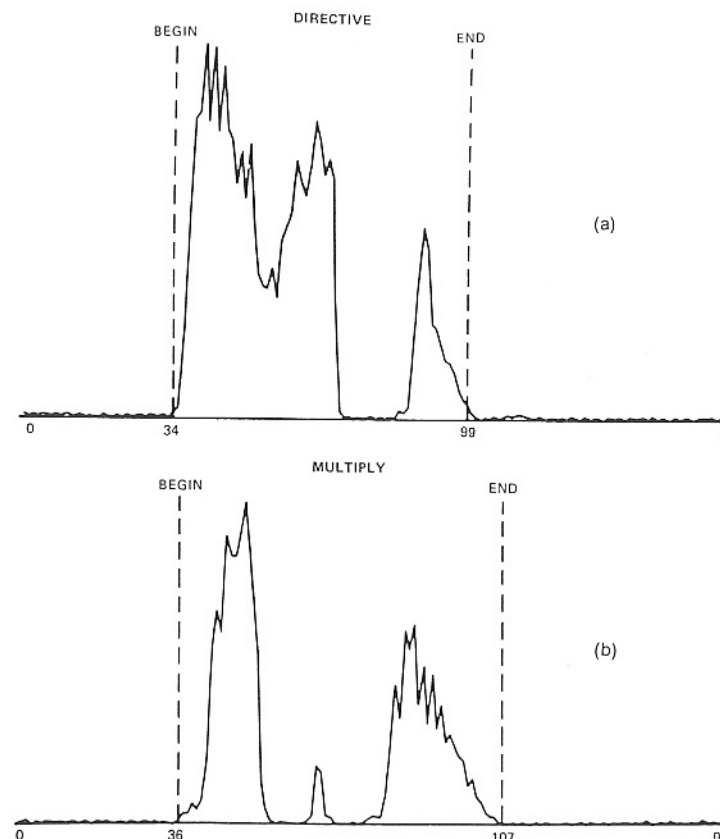 DIRECTIVE
BEGIN
END
(a)
0 34 99
MULTIPLY
BEGIN
END
(b)
0 36 107